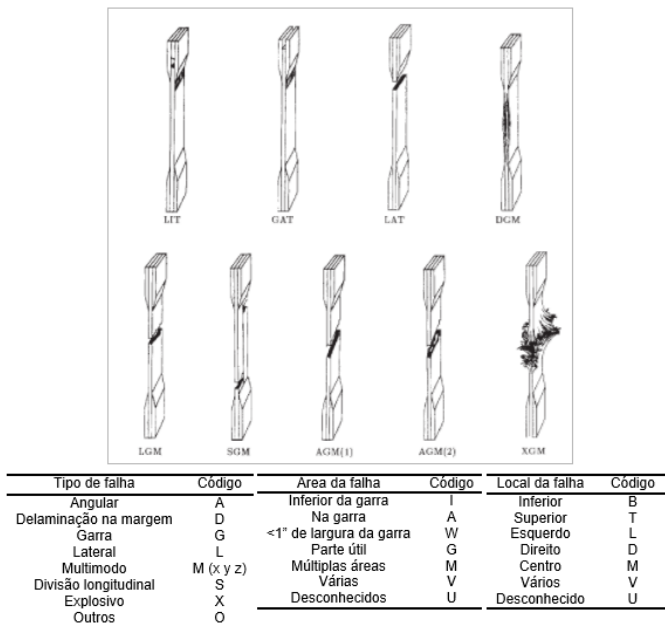 LIT GAT LAT DGM
LGM SGM AGM(1) AGM(2) XGM
Tipo de falha Código Area da falha Código Local da falha Código
Angular A Inferior da garra I Inferior B
Delaminação na margem D Na garra A Superior T
Garra G <1" de largura da garra W Esquerdo L
Lateral L Parte útil G Direito D
Multimodo M (x y z) Múltiplas áreas M Centro M
Divisão longitudinal S Várias V Vários V
Explosivo X Desconhecidos U Desconhecido U
Outros O